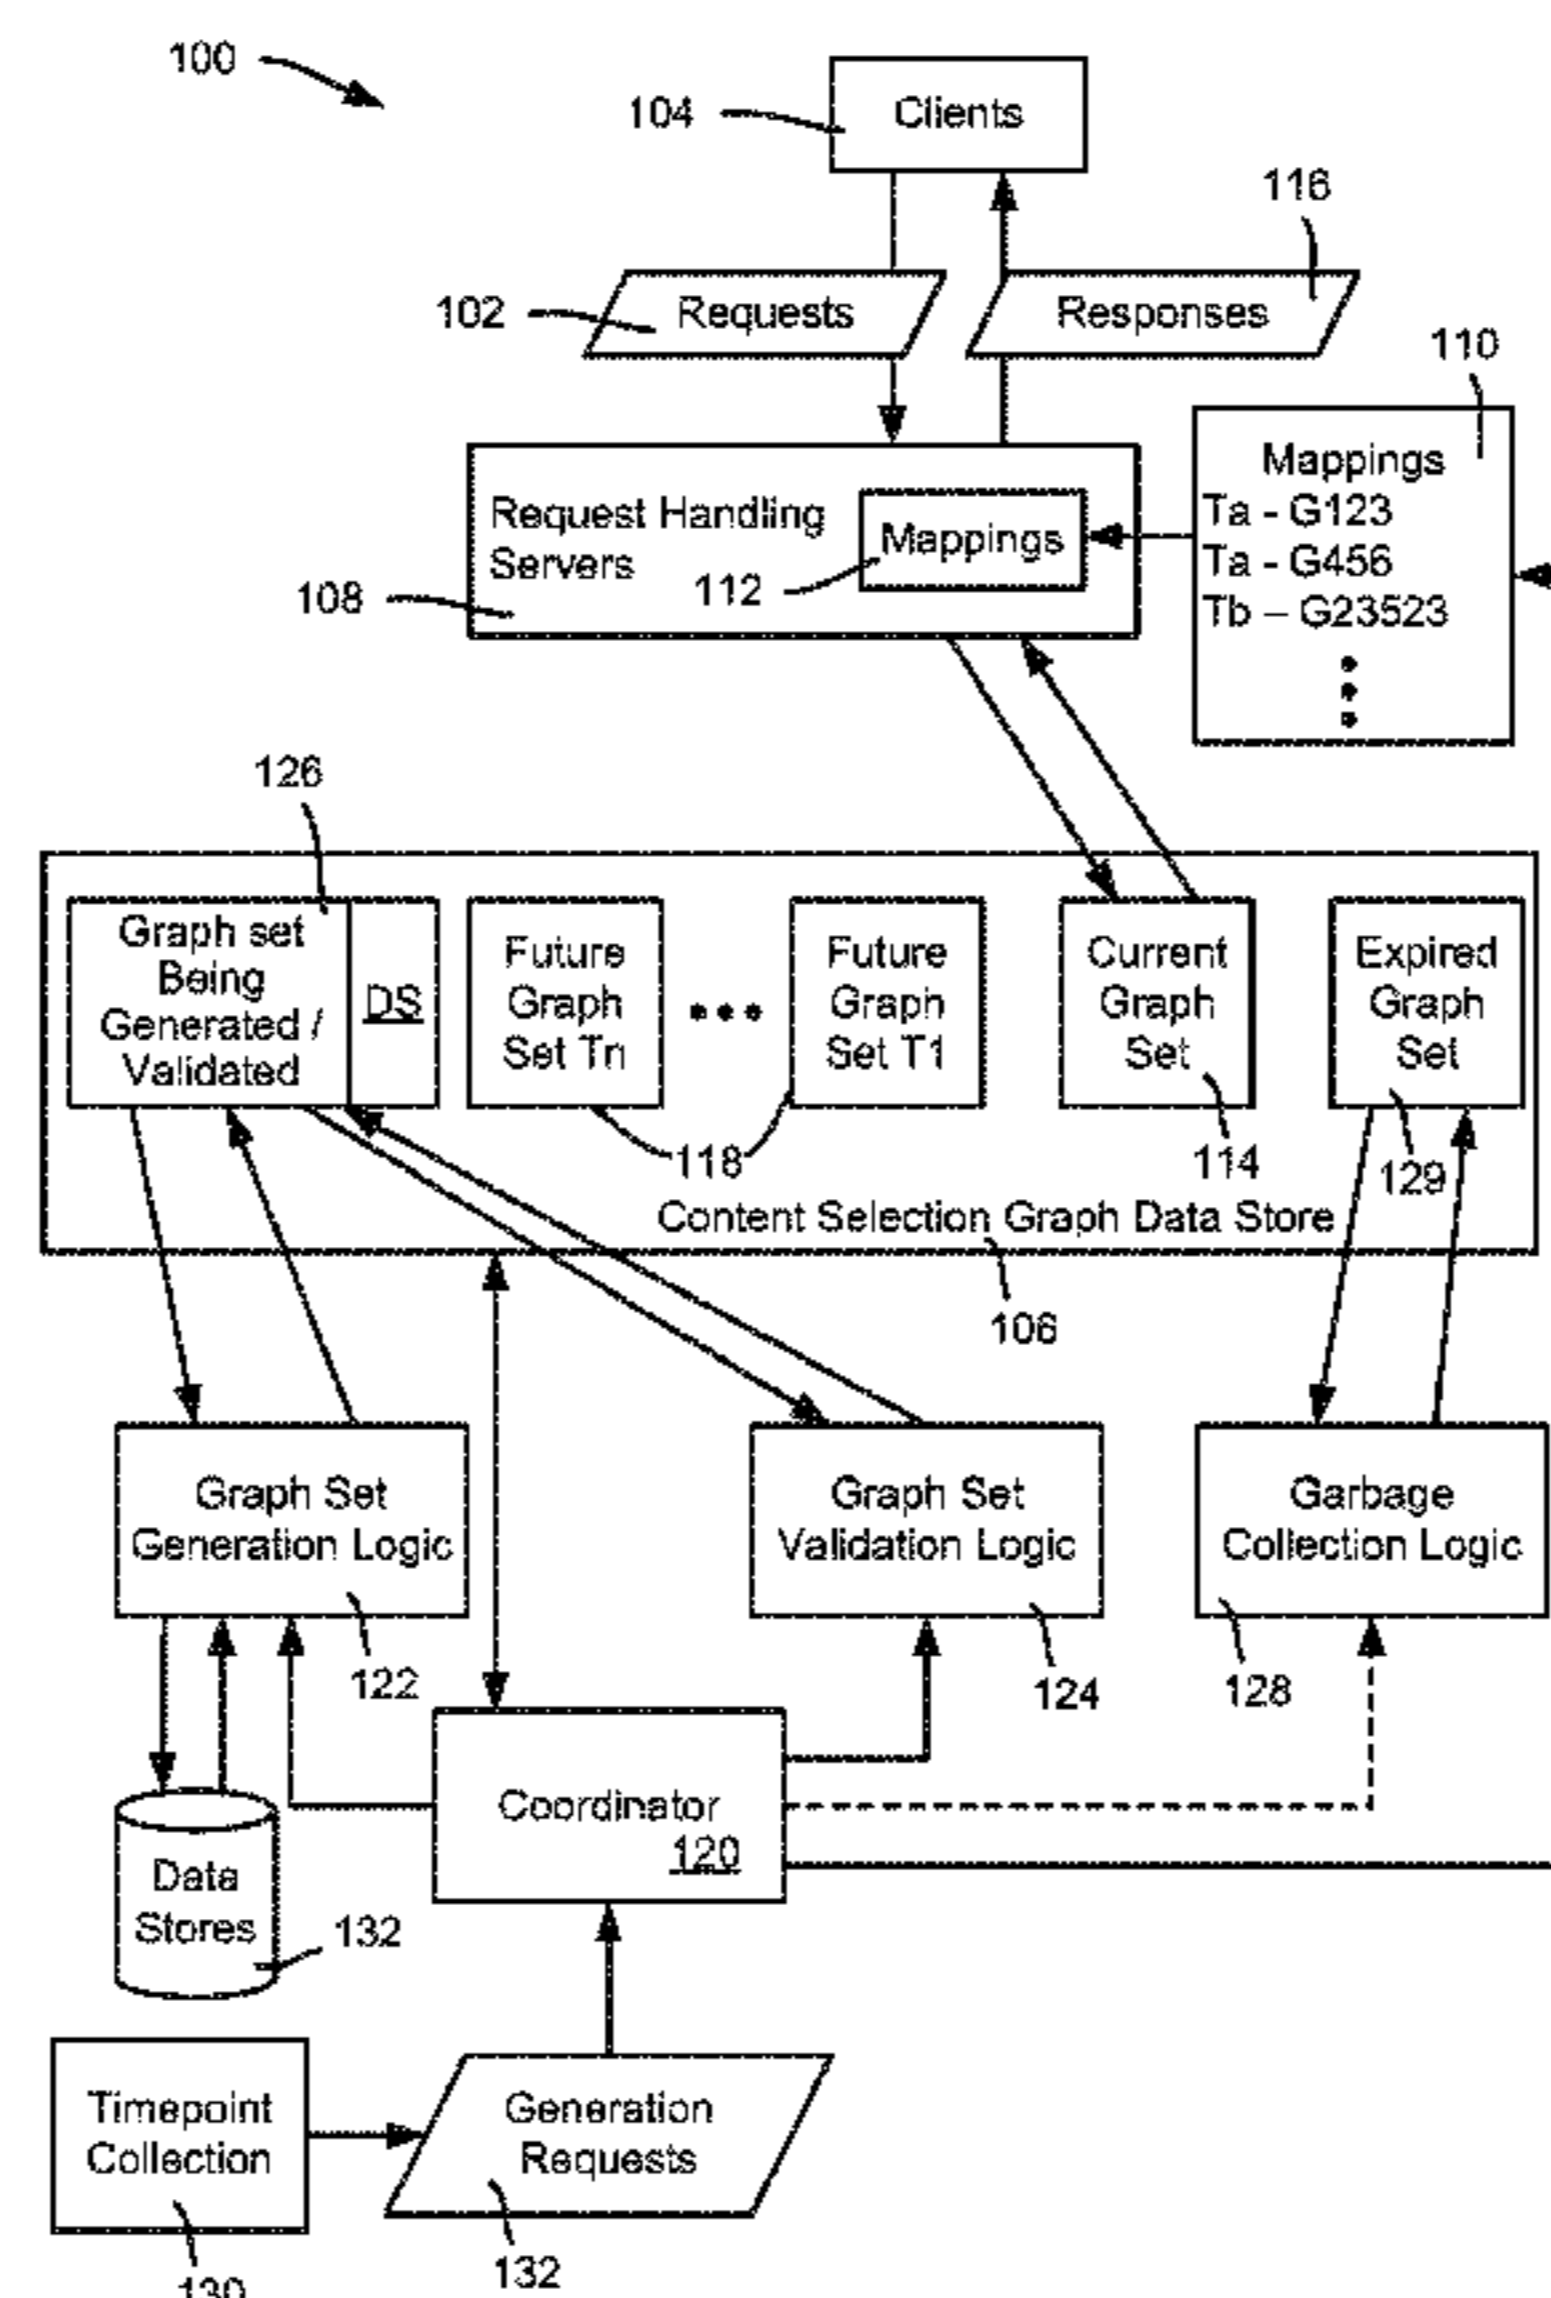 100
104
Clients
116
102
Requests
Responses
110
Mappings
Ta - G123
Ta - G456
Tb – G23523
Request Handling
Servers
Mappings
112
108
126
Graph set
Being
Generated /
Validated
DS
Future
Graph
Set Tn
Future
Graph
Set T1
Current
Graph
Set
Expired
Graph
Set
118
114
129
Content Selection Graph Data Store
106
Graph Set
Generation Logic
Graph Set
Validation Logic
Garbage
Collection Logic
122
124
128
Coordinator
120
Data
Stores
132
Timepoint
Collection
Generation
Requests
132
130